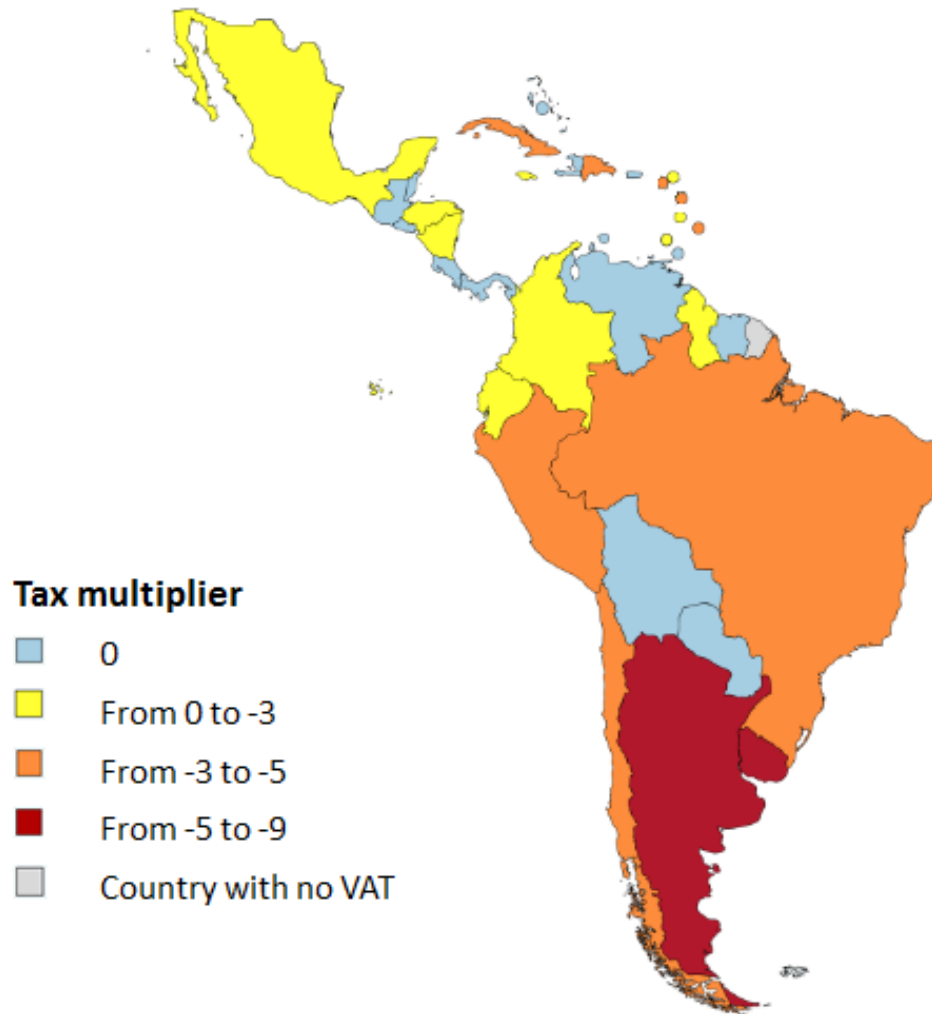 Tax multiplier
0
From 0 to -3
From -3 to -5
From -5 to -9
Country with no VAT